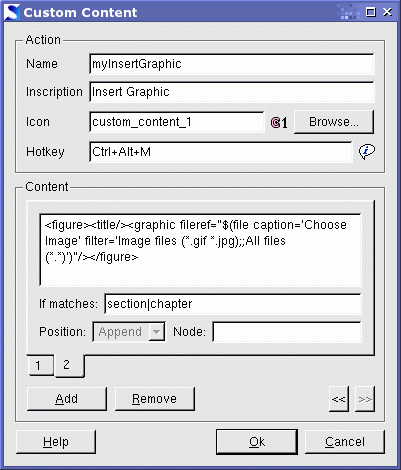 Custom Content
Action
Name myInsertGraphic
Inscription Insert Graphic
Icon custom_content_1 C1 Browse...
Hotkey Ctrl+Alt+M
Content
<figure><title/><graphic fileref="$(file caption='Choose
Image' filter='Image files (*.gif *.jpg);;All files
(*.*)')"/></figure>
If matches: section|chapter
Position: Append Node:
1 2
Add Remove << >>
Help Ok Cancel